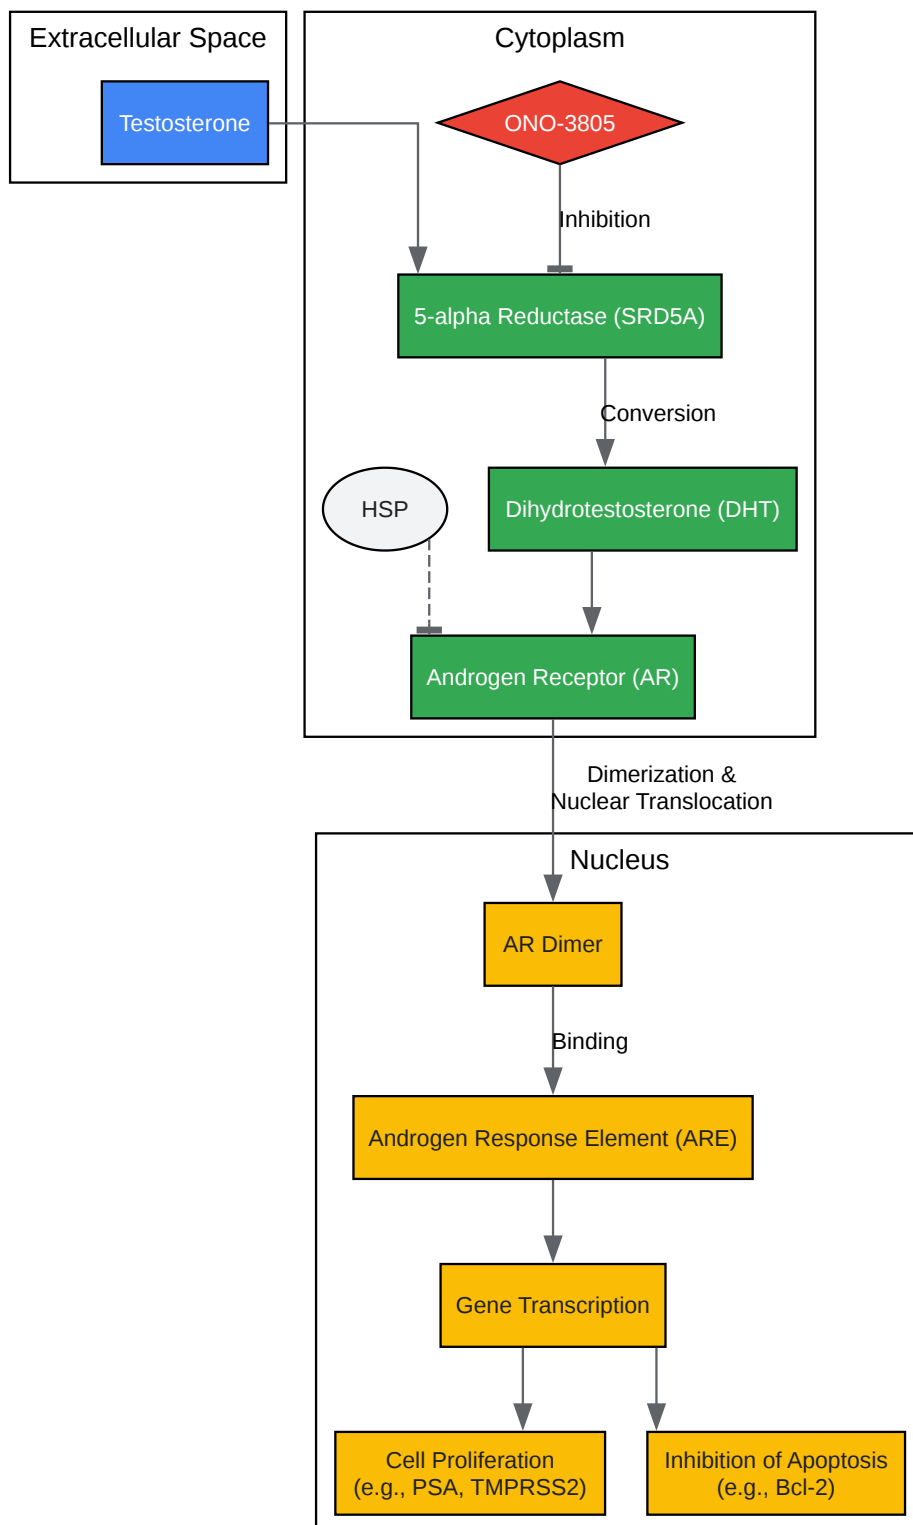 Extracellular Space
Cytoplasm
Testosterone
ONO-3805
Inhibition
5-alpha Reductase (SRD5A)
Conversion
HSP
Dihydrotestosterone (DHT)
Androgen Receptor (AR)
Dimerization &
Nuclear Translocation
Nucleus
AR Dimer
Binding
Androgen Response Element (ARE)
Gene Transcription
Cell Proliferation
(e.g., PSA, TMPRSS2)
Inhibition of Apoptosis
(e.g., Bcl-2)